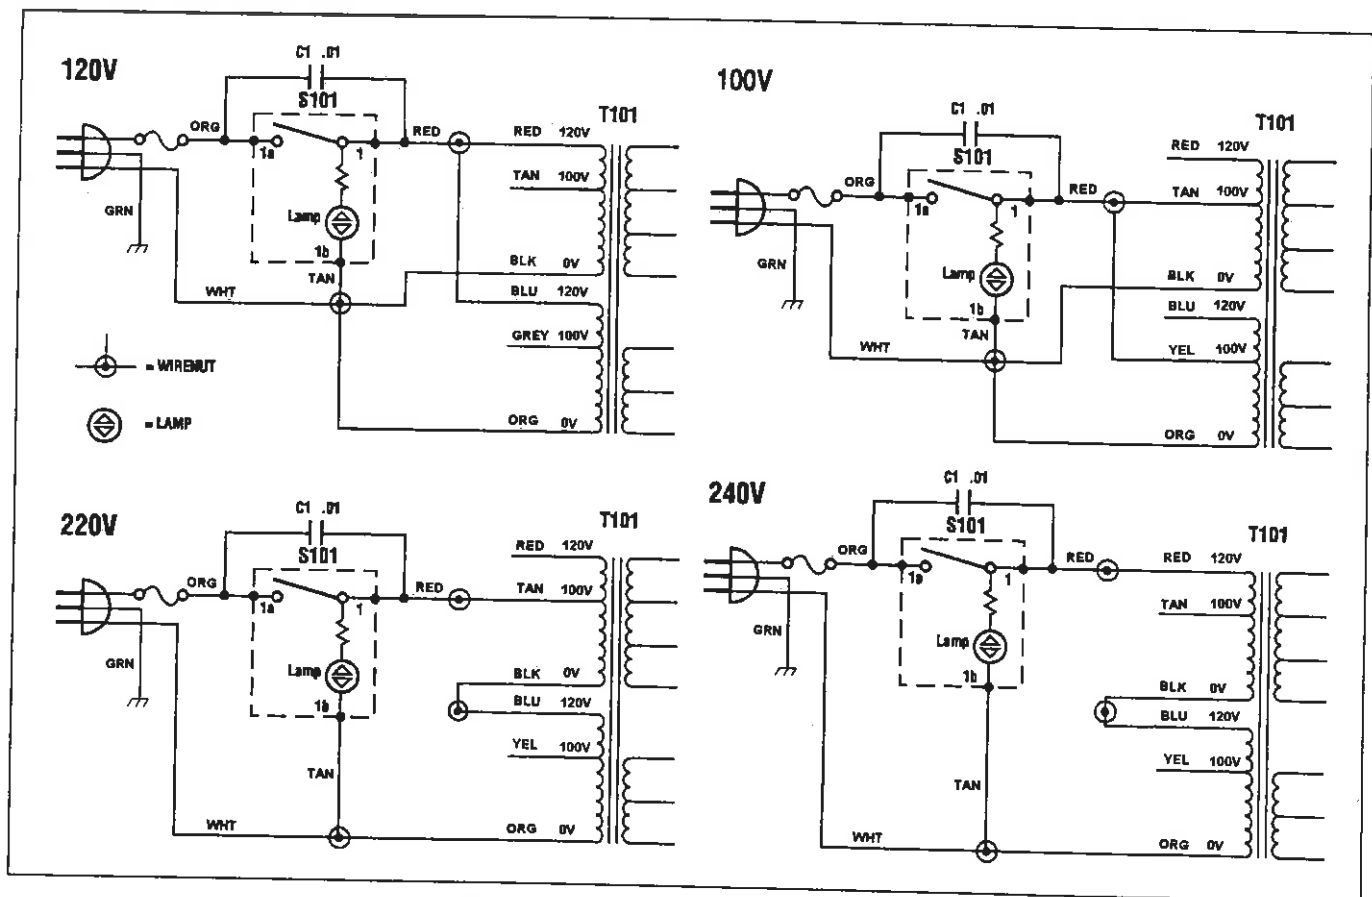 120V
C1 .01
S101
T101
ORG
RED
RED 120V
1a
1
TAN 100V
GRN
Lamp
1b
BLK 0V
TAN
WHT
BLU 120V
GREY 100V
= WIRENUT
ORG 0V
= LAMP
100V
C1 .01
S101
T101
ORG
RED
RED 120V
1a
1
TAN 100V
GRN
Lamp
1b
BLK 0V
TAN
BLU 120V
WHT
YEL 100V
ORG 0V
220V
C1 .01
S101
T101
ORG
RED
RED 120V
1a
1
TAN 100V
GRN
Lamp
1b
BLK 0V
BLU 120V
YEL 100V
TAN
WHT
ORG 0V
240V
C1 .01
S101
T101
ORG
RED
RED 120V
1a
1
TAN 100V
GRN
Lamp
1b
BLK 0V
BLU 120V
YEL 100V
TAN
WHT
ORG 0V